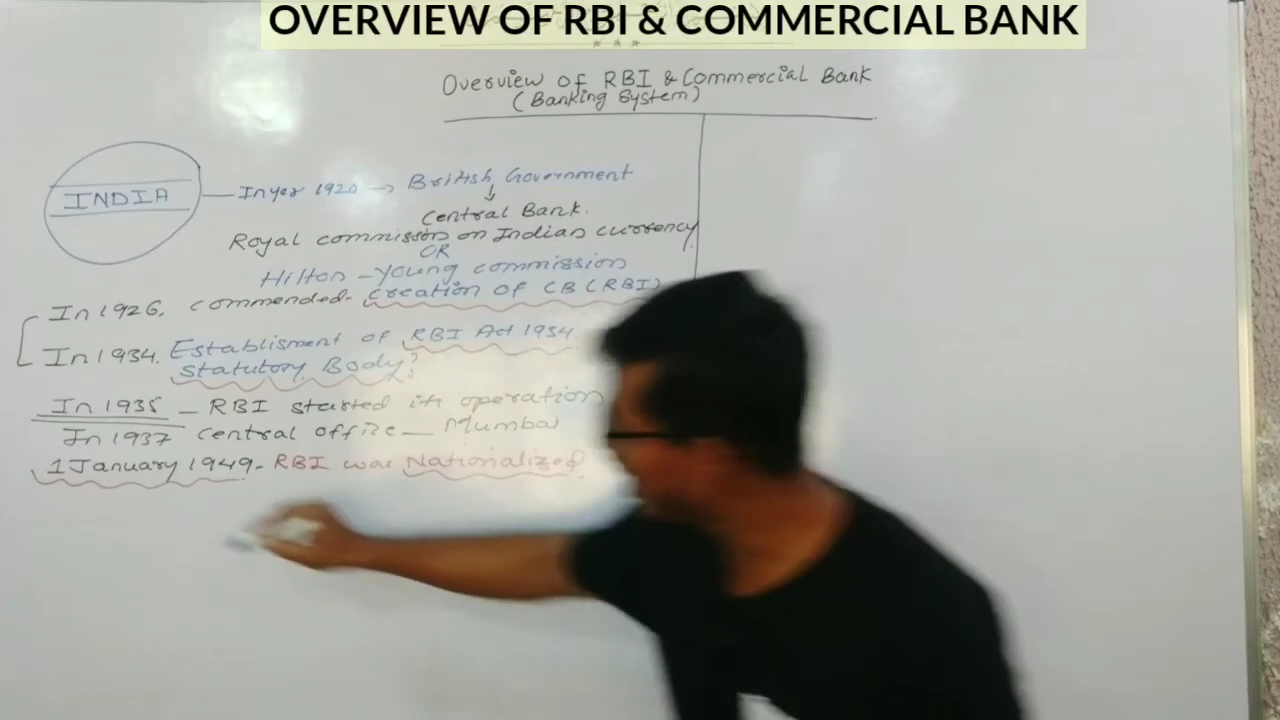 OVERVIEW OF RBI & COMMERCIAL BANK
Overview of RBI & Commercial Bank
(Banking System)
INDIA
In yer 1920 → British Government
Central Bank.
Royal commission on Indian currency
OR
Hilton - young commission
In 1926, commended. creation of CB (RBI)
In 1934. Establisment of RBI Act 1934
Statutory Body?
In 1935 - RBI started its operation
In 1937 central office - Mumbai
1 January 1949 - RBI was Nationalized